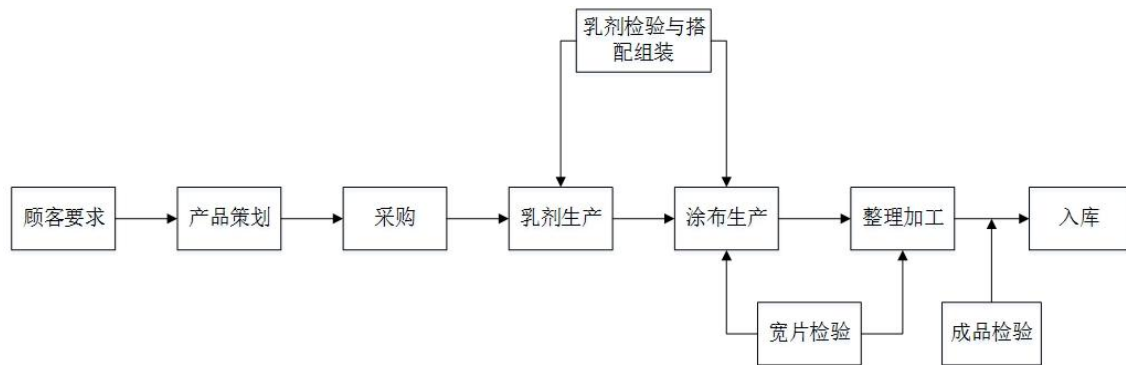 乳剂检验与搭
配组装
顾客要求
产品策划
采购
乳剂生产
涂布生产
整理加工
入库
宽片检验
成品检验